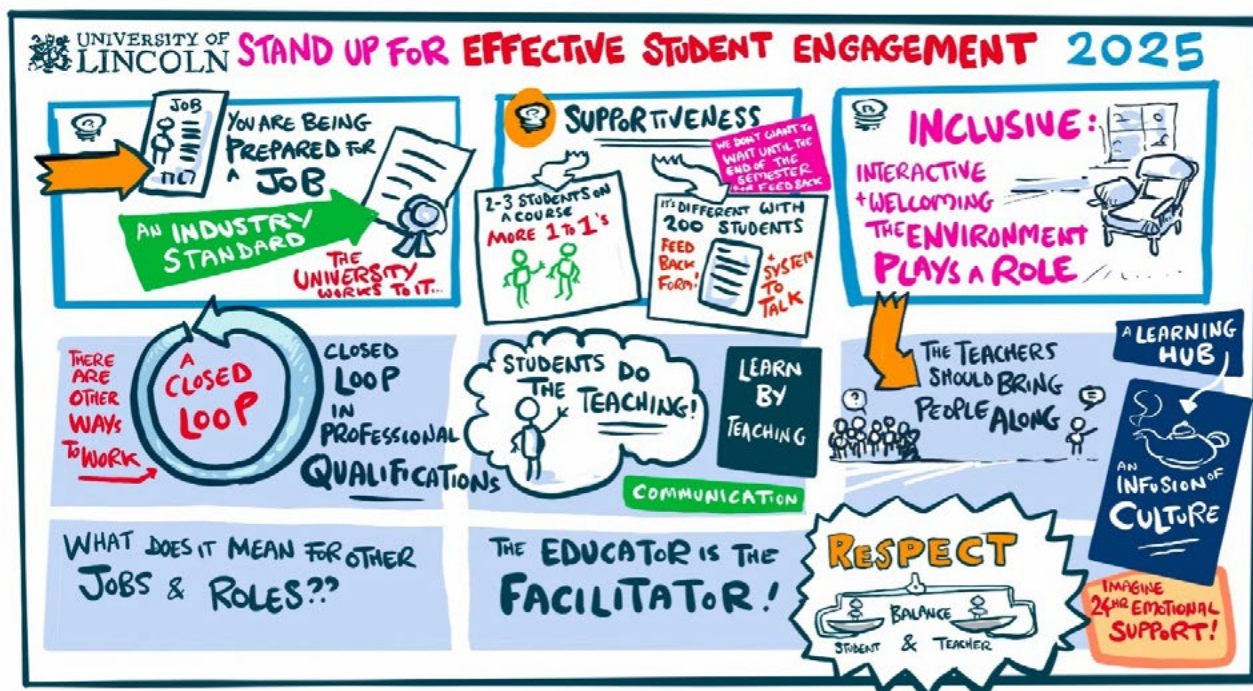 UNIVERSITY OF
LINCOLN
STAND UP FOR EFFECTIVE STUDENT ENGAGEMENT 2025
JOB
YOU ARE BEING
PREPARED FOR
A JOB
AN INDUSTRY
STANDARD
THE
UNIVERSITY
WORKS TO IT...
SUPPORTIVENESS
WE DON'T WANT TO
WAIT UNTIL THE
END OF THE
SEMESTER
FOR FEEDBACK
2-3 STUDENTS ON
A COURSE
MORE 1 TO 1's
IT'S DIFFERENT WITH
200 STUDENTS
FEED
BACK
FORM!
+ SYSTEM
TO
TALK
INCLUSIVE:
INTERACTIVE
+ WELCOMING
THE ENVIRONMENT
PLAYS A ROLE
THERE
ARE
OTHER
WAYS
TO WORK
A
CLOSED
LOOP
CLOSED
LOOP
IN
PROFESSIONAL
QUALIFICATIONS
STUDENTS DO
THE TEACHING!
LEARN
BY
TEACHING
COMMUNICATION
THE TEACHERS
SHOULD BRING
PEOPLE ALONG
?
A LEARNING
HUB
AN
INFUSION OF
CULTURE
WHAT DOES IT MEAN FOR OTHER
JOBS & ROLES??
THE EDUCATOR IS THE
FACILITATOR!
RESPECT
BALANCE
STUDENT & TEACHER
IMAGINE
24HR EMOTIONAL
SUPPORT!